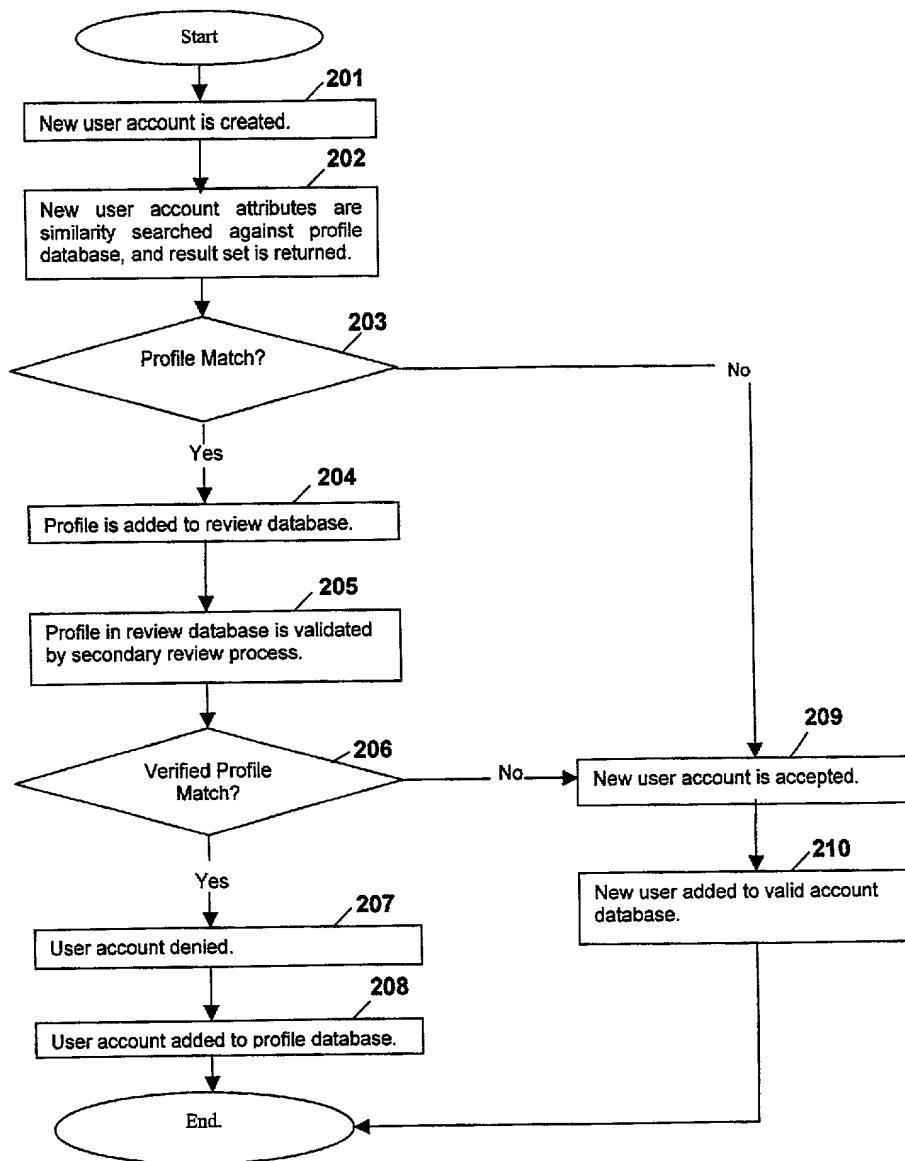 Start
201
New user account is created.
202
New user account attributes are
similarity searched against profile
database, and result set is returned.
203
Profile Match?
No
Yes
204
Profile is added to review database.
205
Profile in review database is validated
by secondary review process.
206
Verified Profile
Match?
No
209
New user account is accepted.
210
New user added to valid account
database.
Yes
207
User account denied.
208
User account added to profile database.
End.